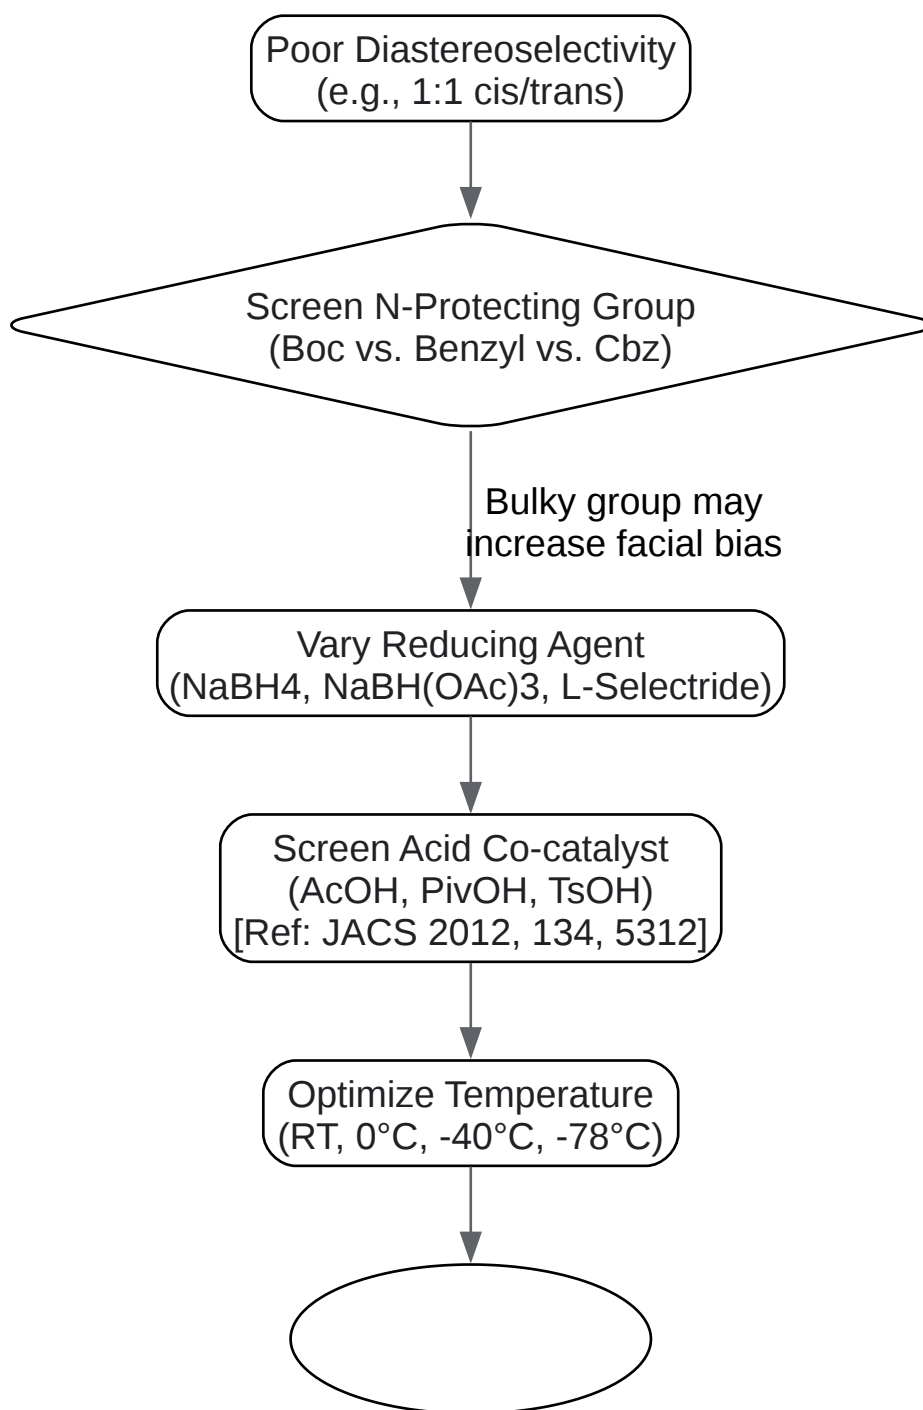 Poor Diastereoselectivity
(e.g., 1:1 cis/trans)
Screen N-Protecting Group
(Boc vs. Benzyl vs. Cbz)
Bulky group may
increase facial bias
Vary Reducing Agent
(NaBH4, NaBH(OAc)3, L-Selectride)
Screen Acid Co-catalyst
(AcOH, PivOH, TsOH)
[Ref: JACS 2012, 134, 5312]
Optimize Temperature
(RT, 0°C, -40°C, -78°C)